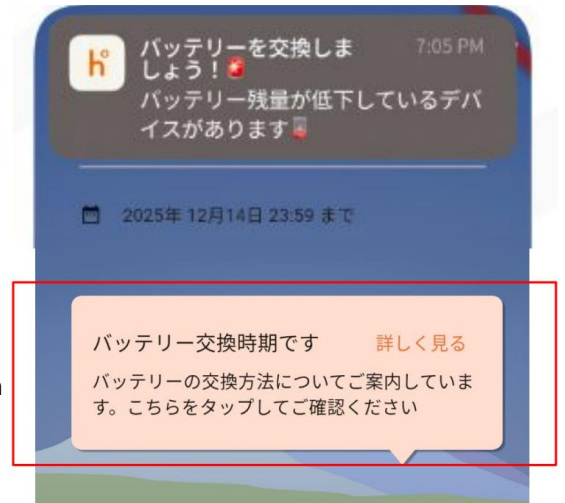 バッテリーを交換しま
しょう！🚨
7:05 PM
バッテリー残量が低下しているデバ
イスがあります🪫
2025年 12月14日 23:59 まで
バッテリー交換時期です
詳しく見る
バッテリーの交換方法についてご案内していま
す。こちらをタップしてご確認ください